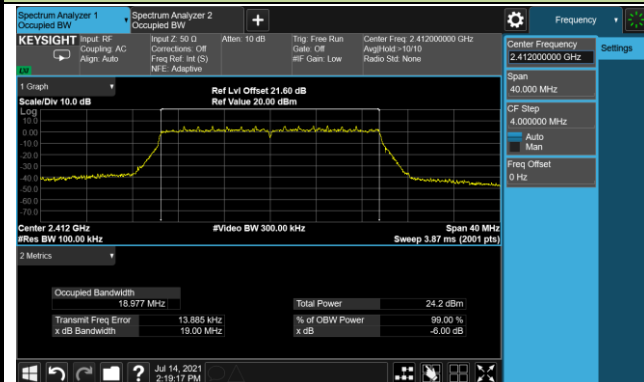 Spectrum Analyzer 1
Occupied BW
Spectrum Analyzer 2
Occupied BW
+
Frequency
KEYSIGHT
Input: RF
Coupling: AC
Align: Auto
Input Z: 50 Ω
Corrections: Off
Freq Ref: Int (S)
NFE: Adaptive
Atten: 10 dB
Trig: Free Run
Gate: Off
#IF Gain: Low
Center Freq: 2.412000000 GHz
Avg|Hold:>10/10
Radio Std: None
Center Frequency
2.412000000 GHz
Settings
Span
40.000 MHz
CF Step
4.000000 MHz
Auto
Man
Freq Offset
0 Hz
1 Graph
Scale/Div 10.0 dB
Ref Lvl Offset 21.60 dB
Ref Value 20.00 dBm
Log
10.0
0.00
-10.0
-20.0
-30.0
-40.0
-50.0
-60.0
-70.0
Center 2.412 GHz
#Res BW 100.00 kHz
#Video BW 300.00 kHz
Span 40 MHz
Sweep 3.87 ms (2001 pts)
2 Metrics
Occupied Bandwidth
18.977 MHz
Total Power 24.2 dBm
Transmit Freq Error 13.885 kHz
% of OBW Power 99.00 %
x dB Bandwidth 19.00 MHz
x dB -6.00 dB
?
Jul 14, 2021
2:19:17 PM